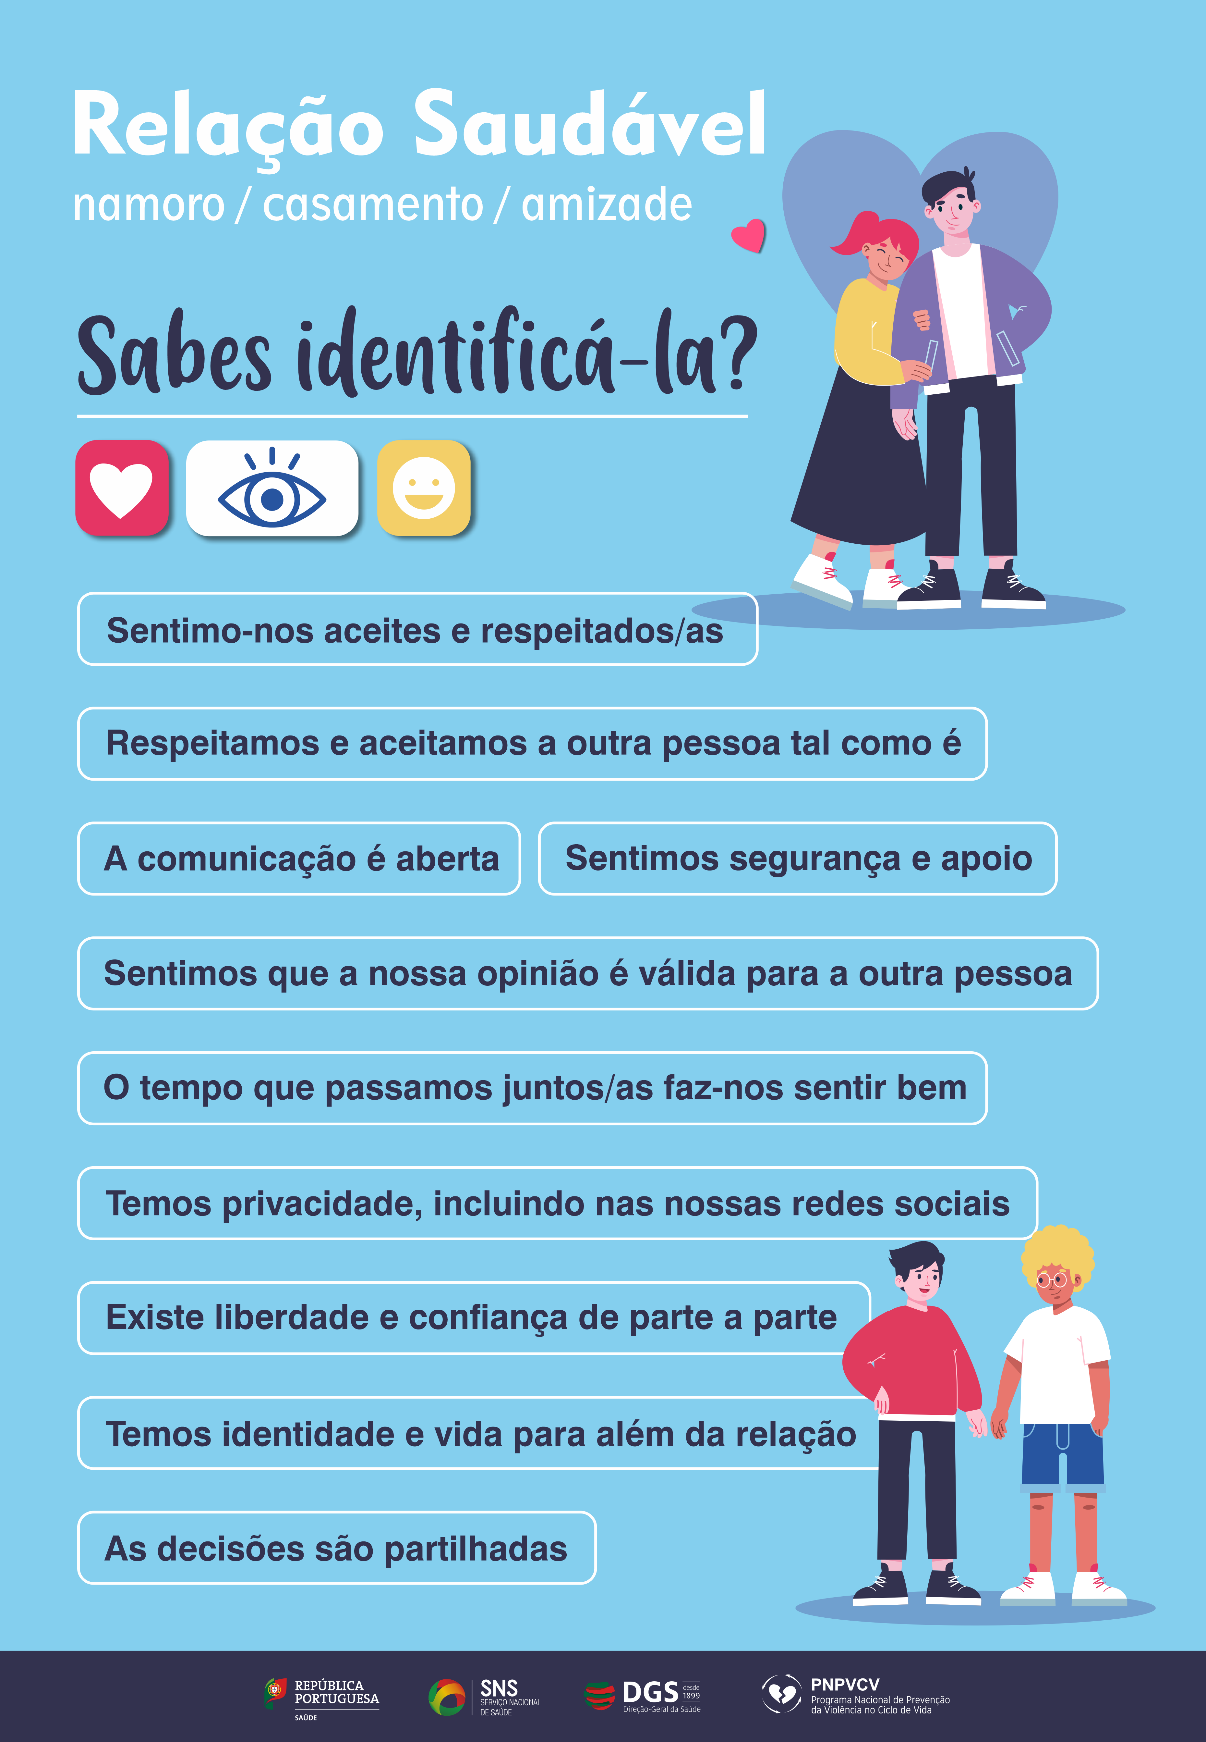 Relação Saudável
namoro / casamento / amizade
Sabes identificá-la?
Sentimo-nos aceites e respeitados/as
Respeitamos e aceitamos a outra pessoa tal como é
A comunicação é aberta
Sentimos segurança e apoio
Sentimos que a nossa opinião é válida para a outra pessoa
O tempo que passamos juntos/as faz-nos sentir bem
Temos privacidade, incluindo nas nossas redes sociais
Existe liberdade e confiança de parte a parte
Temos identidade e vida para além da relação
As decisões são partilhadas
REPÚBLICA
PORTUGUESA
SAÚDE
SNS
SERVIÇO NACIONAL
DE SAÚDE
DGS
desde
1899
Direção-Geral da Saúde
PNPVCV
Programa Nacional de Prevenção
da Violência no Ciclo de Vida